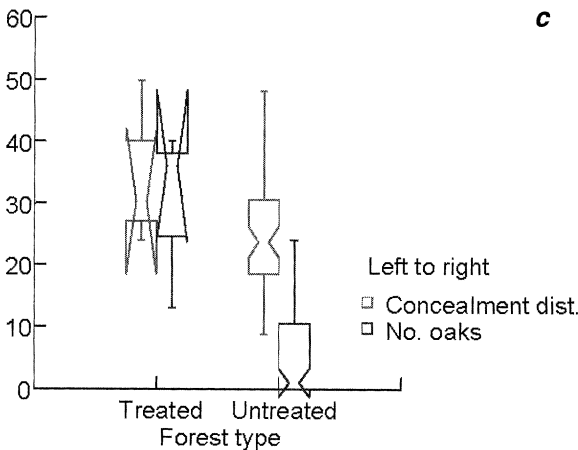 c
60
50
40
30
20
10
0
Left to right
Concealment dist.
No. oaks
Treated Untreated
Forest type